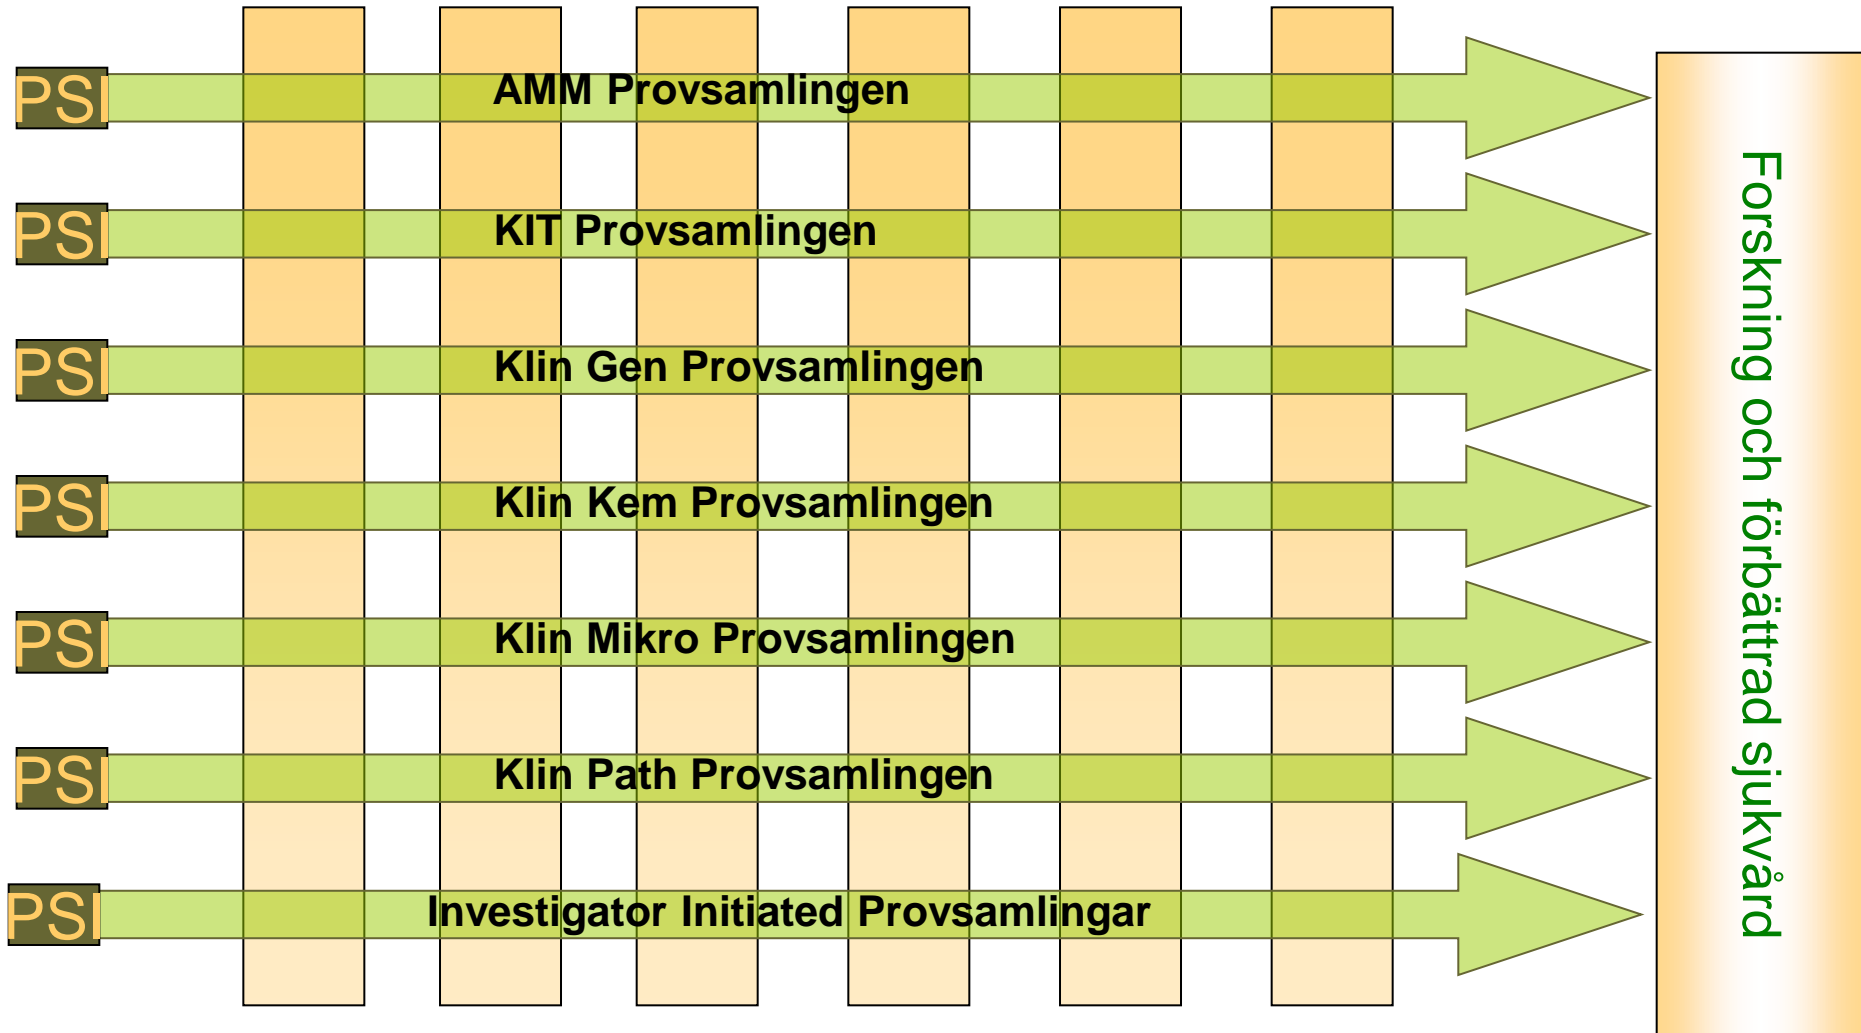 PSI AMM Provsamlingen
PSI KIT Provsamlingen
PSI Klin Gen Provsamlingen
PSI Klin Kem Provsamlingen
PSI Klin Mikro Provsamlingen
PSI Klin Path Provsamlingen
PSI Investigator Initiated Provsamlingar
Forskning och förbättrad sjukvård